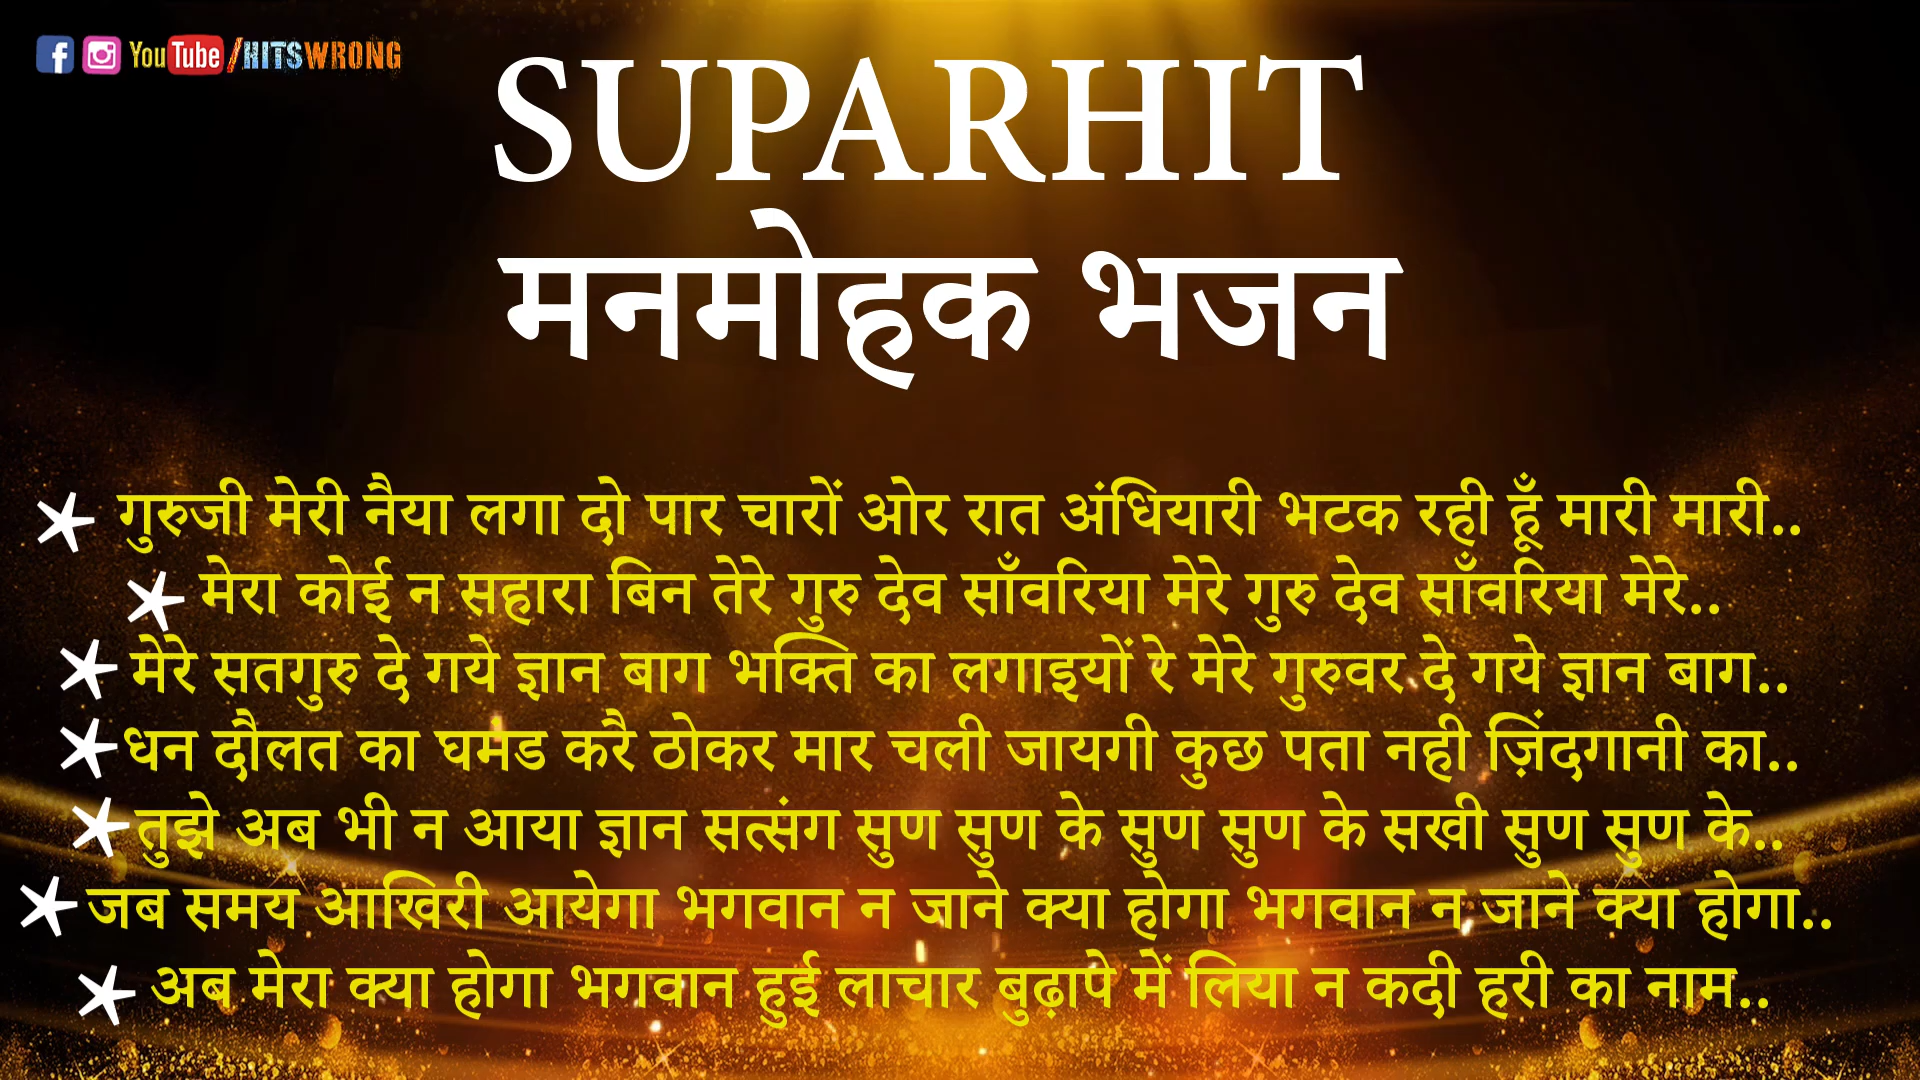 YouTube/HITSWRONG
SUPARHIT
मनमोहक भजन
गुरुजी मेरी नैया लगा दो पार चारों ओर रात अंधियारी भटक रही हूँ मारी मारी..
मेरा कोई न सहारा बिन तेरे गुरु देव साँवरिया मेरे गुरु देव साँवरिया मेरे..
मेरे सतगुरु दे गये ज्ञान बाग भक्ति का लगाइयों रे मेरे गुरुवर दे गये ज्ञान बाग..
धन दौलत का घमंड करै ठोकर मार चली जायगी कुछ पता नही ज़िंदगानी का..
तुझे अब भी न आया ज्ञान सत्संग सुण सुण के सुण सुण के सखी सुण सुण के..
जब समय आखिरी आयेगा भगवान न जाने क्या होगा भगवान न जाने क्या होगा..
अब मेरा क्या होगा भगवान हुई लाचार बुढ़ापे में लिया न कदी हरी का नाम..